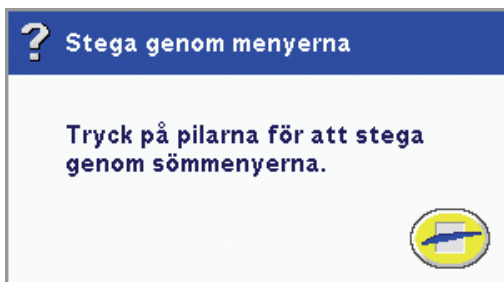 ? Stega genom menyerna
Tryck på pilarna för att stega
genom sömmenyerna.